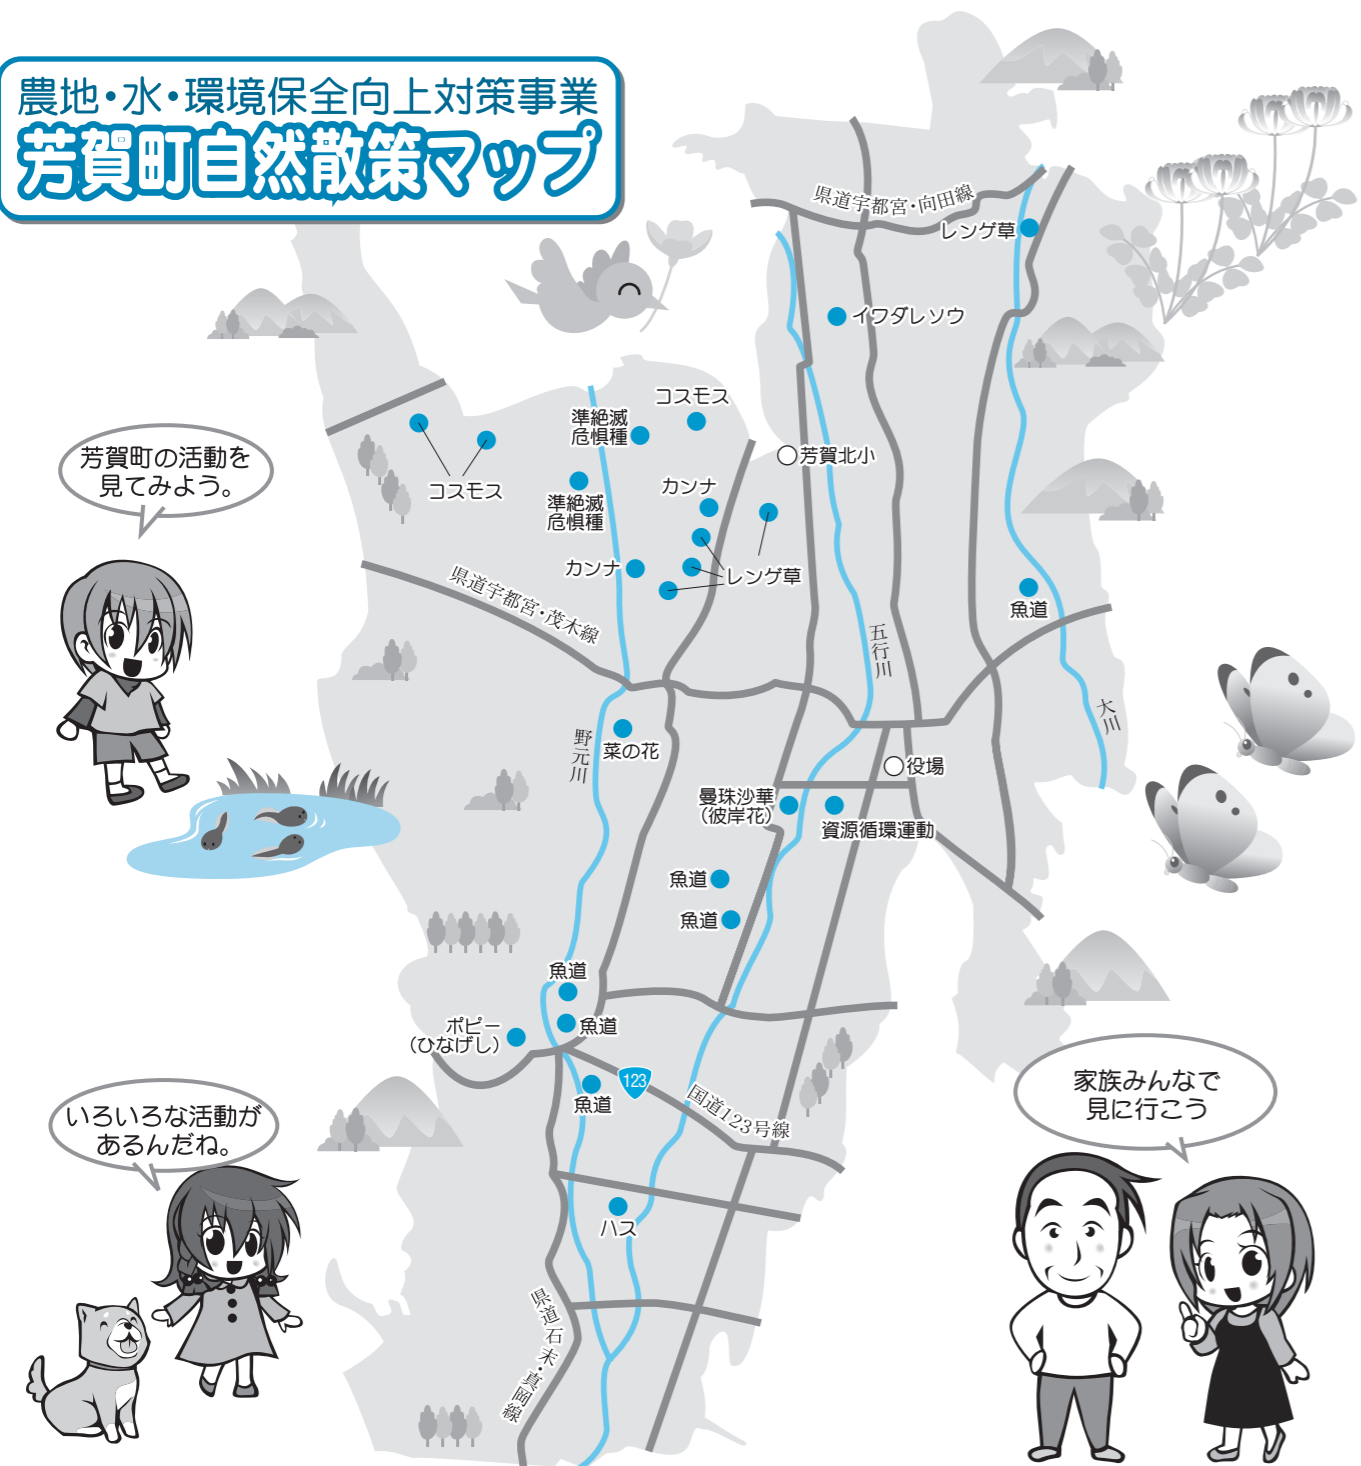 農地・水・環境保全向上対策事業
芳賀町自然散策マップ
県道宇都宮・向田線
レンゲ草
イワダレソウ
コスモス
準絶滅
危惧種
芳賀北小
芳賀町の活動を
見てみよう。
コスモス
カンナ
準絶滅
危惧種
カンナ
レンゲ草
県道宇都宮・茂木線
魚道
五行川
大川
野元川
菜の花
役場
曼珠沙華
（彼岸花）
資源循環運動
魚道
魚道
魚道
ポピー
（ひなげし）
魚道
123
国道123号線
魚道
家族みんなで
見に行こう
いろいろな活動が
あるんだね。
ハス
県道石末・真岡線